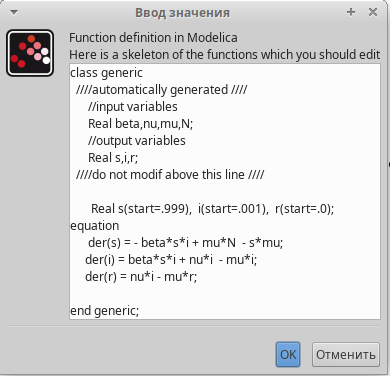 Ввод значения
Function definition in Modelica
Here is a skeleton of the functions which you should edit
class generic
////automatically generated ////
//input variables
Real beta,nu,mu,N;
//output variables
Real s,i,r;
////do not modif above this line ////
Real s(start=.999), i(start=.001), r(start=.0);
equation
der(s) = - beta*s*i + mu*N - s*mu;
der(i) = beta*s*i + nu*i - mu*i;
der(r) = nu*i - mu*r;
end generic;
OK Отменить